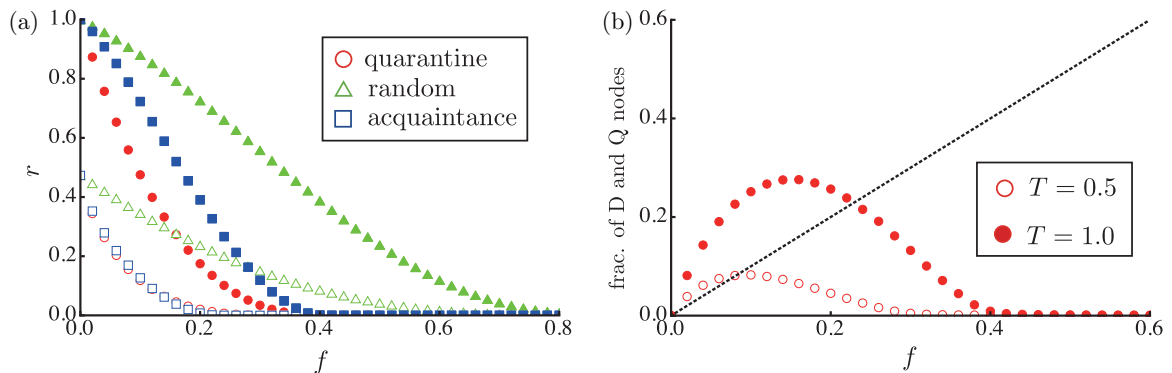 (a)
1.0
0.8
0.6
0.4
0.2
0.0
r
0.0 0.2 0.4 0.6 0.8
f
quarantine
random
acquaintance
(b)
0.6
0.4
0.2
0.0
frac. of D and Q nodes
0.0 0.2 0.4 0.6
f
T = 0.5
T = 1.0